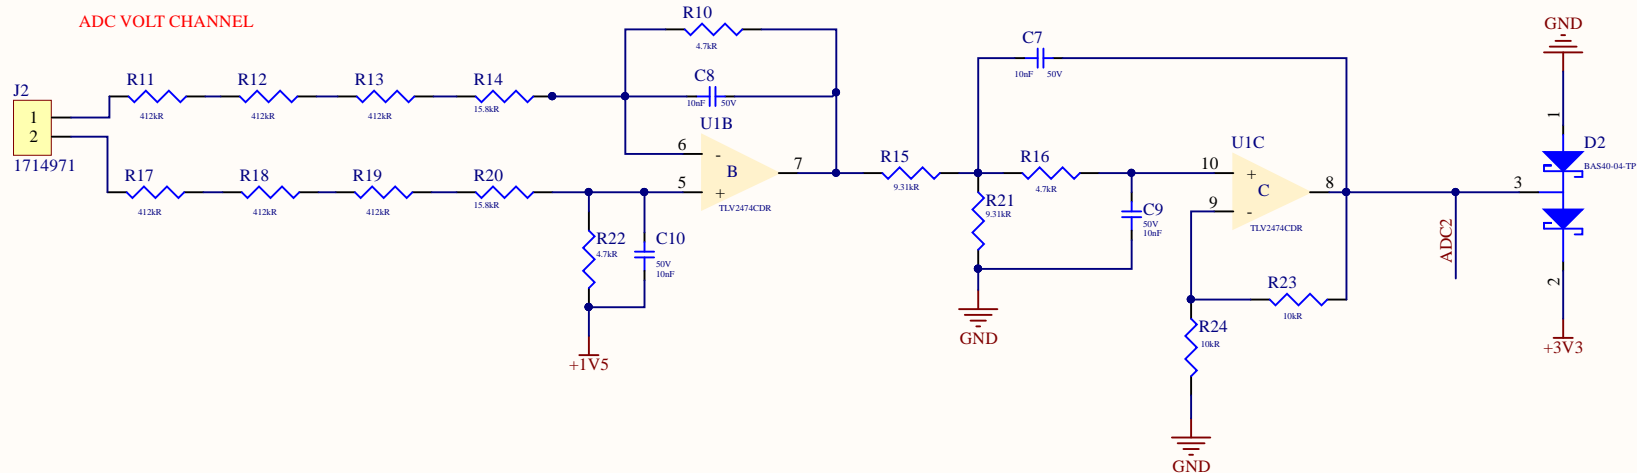 ADC VOLT CHANNEL
R10
4.7kR
C8
10nF 50V
J2
1
2
1714971
R11
412kR
R12
412kR
R13
412kR
R14
15.8kR
R17
412kR
R18
412kR
R19
412kR
R20
15.8kR
U1B
6
-
B
7
5
+
TLV2474CDR
R22
4.7kR
C10
50V
10nF
+1V5
C7
10nF 50V
R15
9.31kR
R16
4.7kR
R21
9.31kR
C9
50V
10nF
GND
U1C
10
+
C
8
9
-
TLV2474CDR
R23
10kR
R24
10kR
GND
ADC2
GND
1
D2
BAS40-04-TP
3
2
+3V3